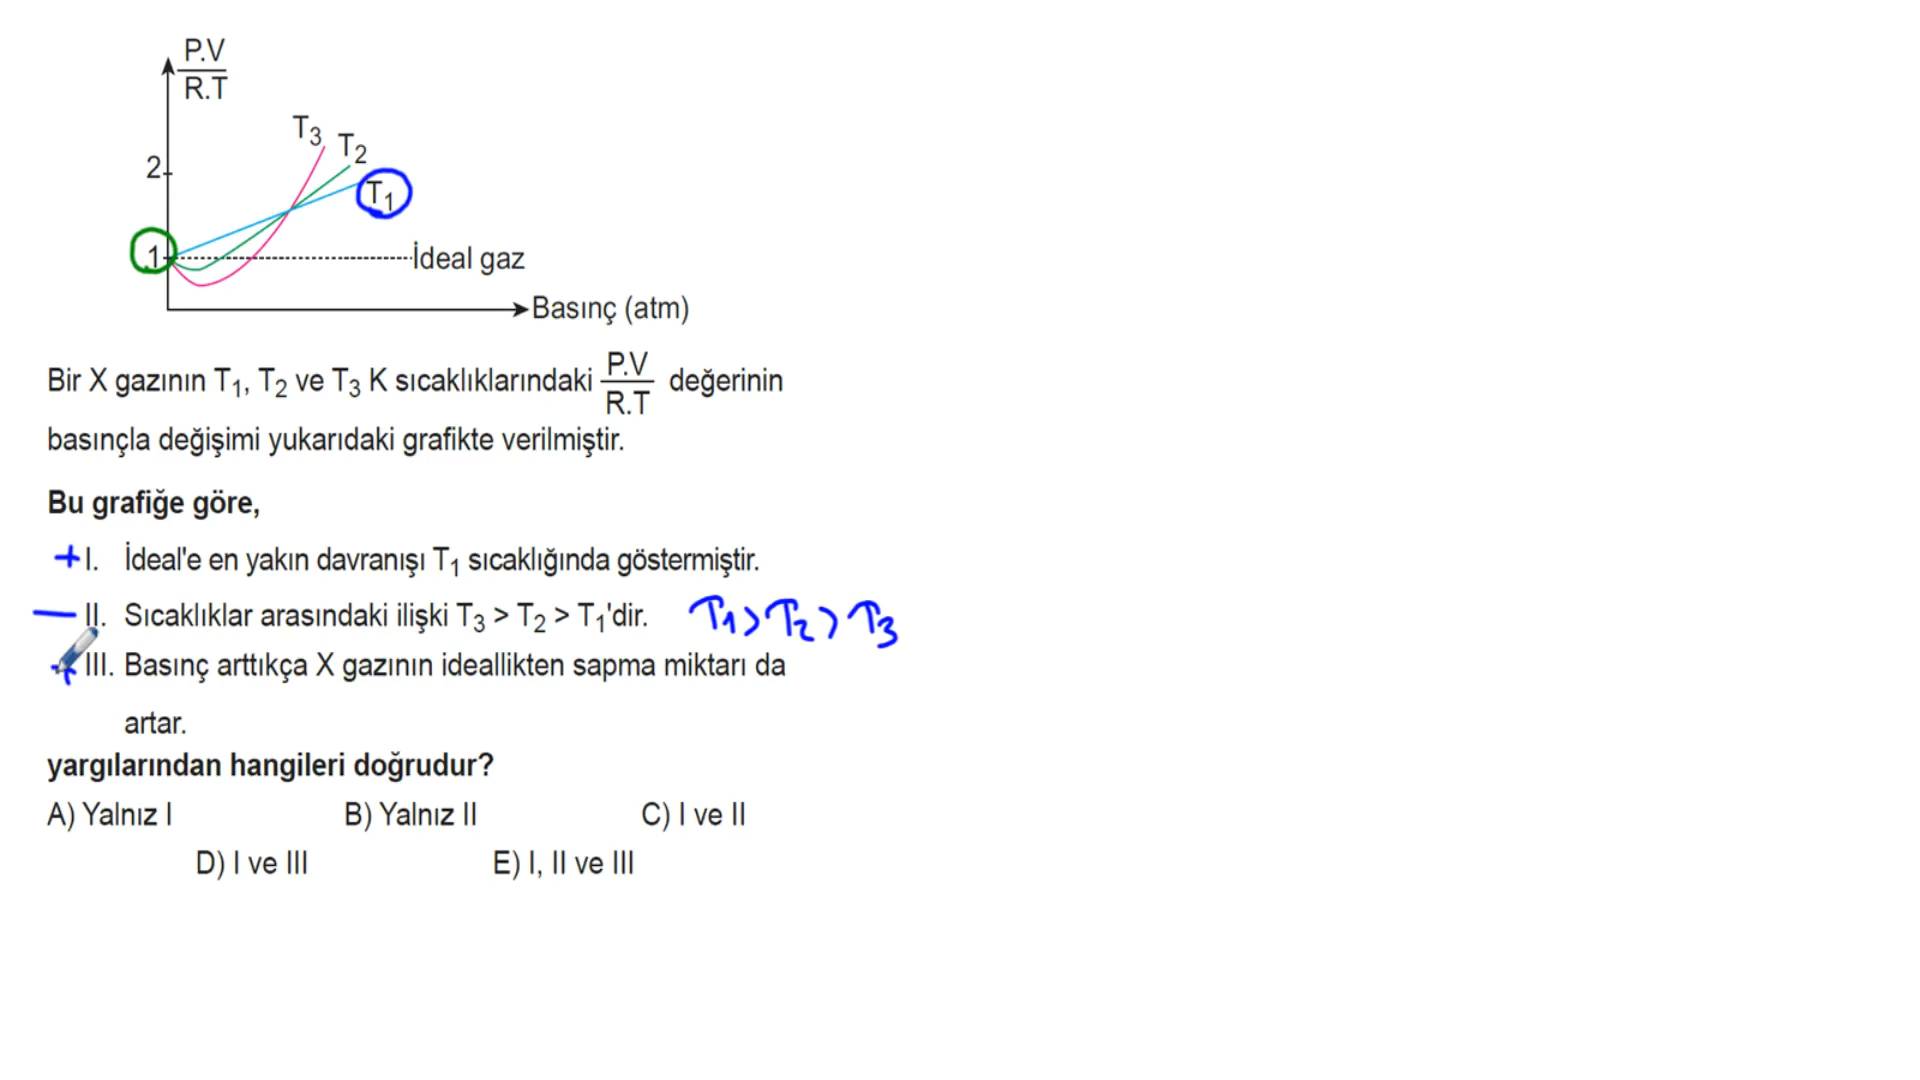 P.V
R.T
T3
T2
2
T1
1
İdeal gaz
Basınç (atm)
Bir X gazının T1, T2 ve T3 K sıcaklıklarındaki P.V/R.T değerinin
basınçla değişimi yukarıdaki grafikte verilmiştir.
Bu grafiğe göre,
+ I. İdeal'e en yakın davranışı T1 sıcaklığında göstermiştir.
— II. Sıcaklıklar arasındaki ilişki T3 > T2 > T1'dir. T1 > T2 > T3
+ III. Basınç arttıkça X gazının ideallikten sapma miktarı da
artar.
yargılarından hangileri doğrudur?
A) Yalnız I B) Yalnız II C) I ve II
D) I ve III E) I, II ve III